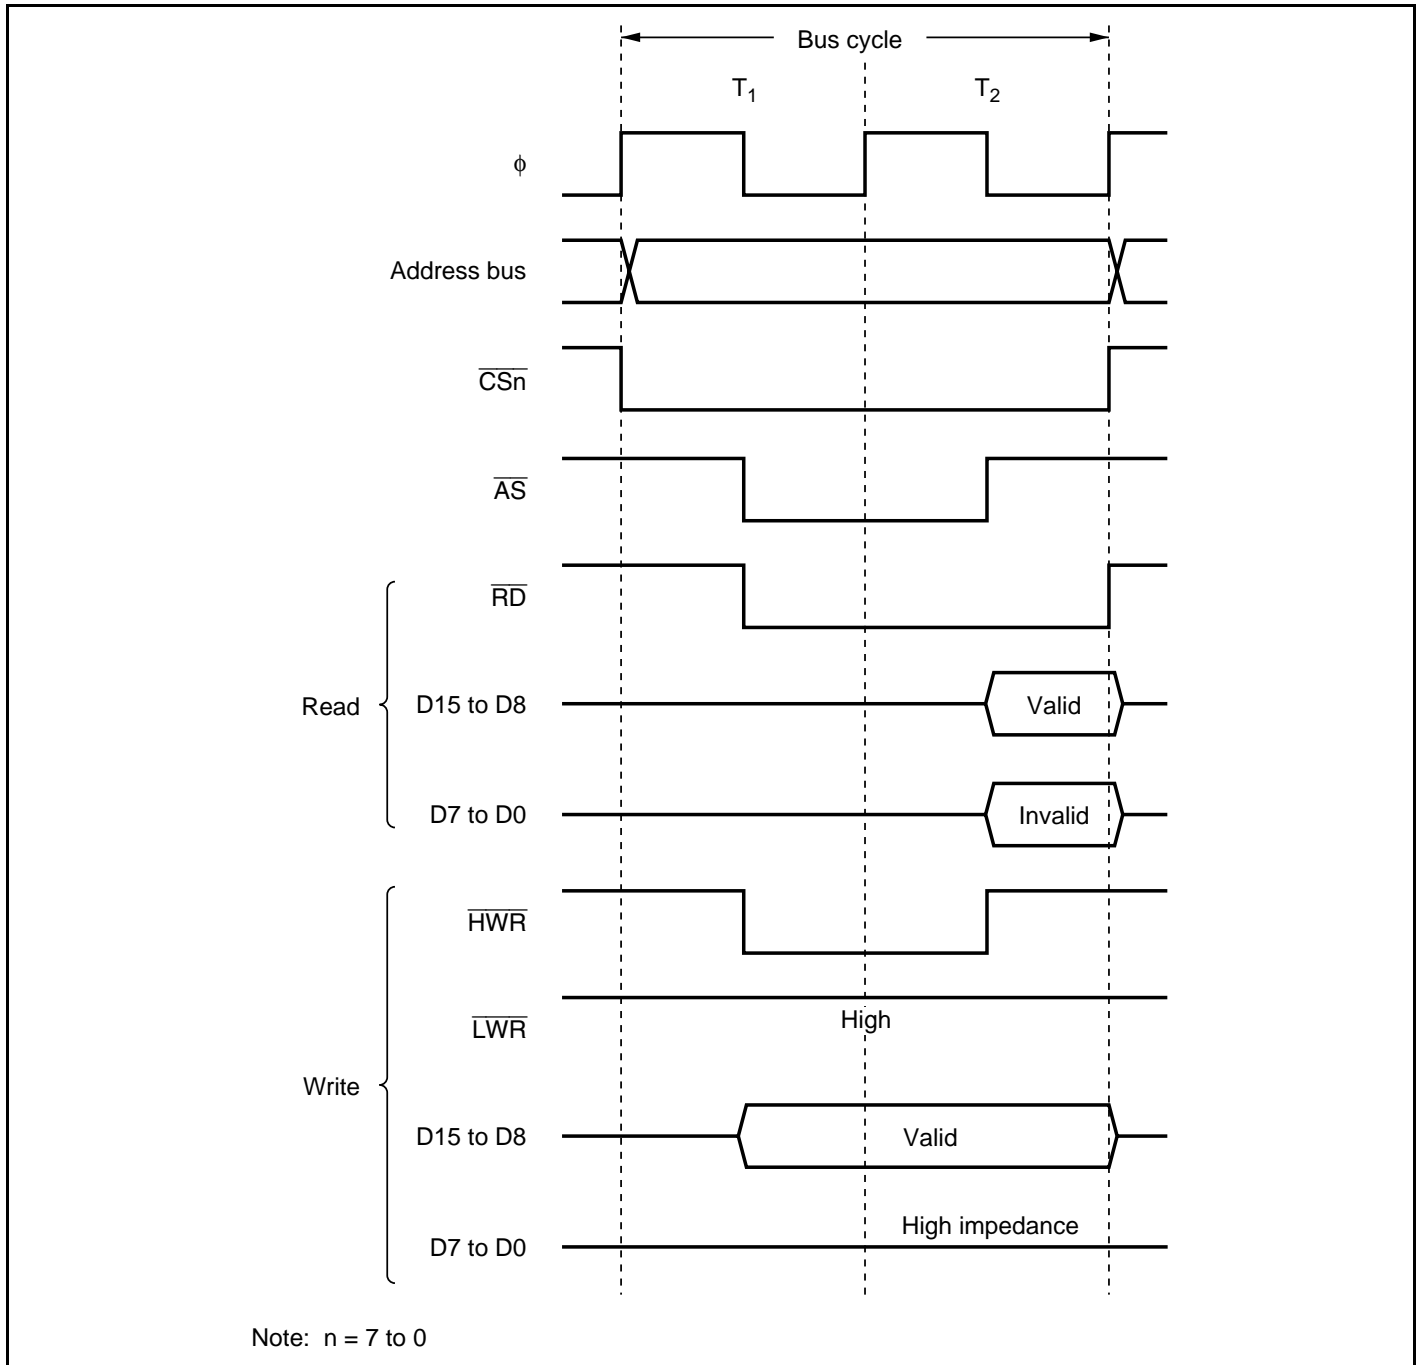 Bus cycle
T1 T2
ϕ
Address bus
CSn
AS
RD
Read
D15 to D8 Valid
D7 to D0 Invalid
HWR
LWR High
Write
D15 to D8 Valid
D7 to D0 High impedance
Note: n = 7 to 0